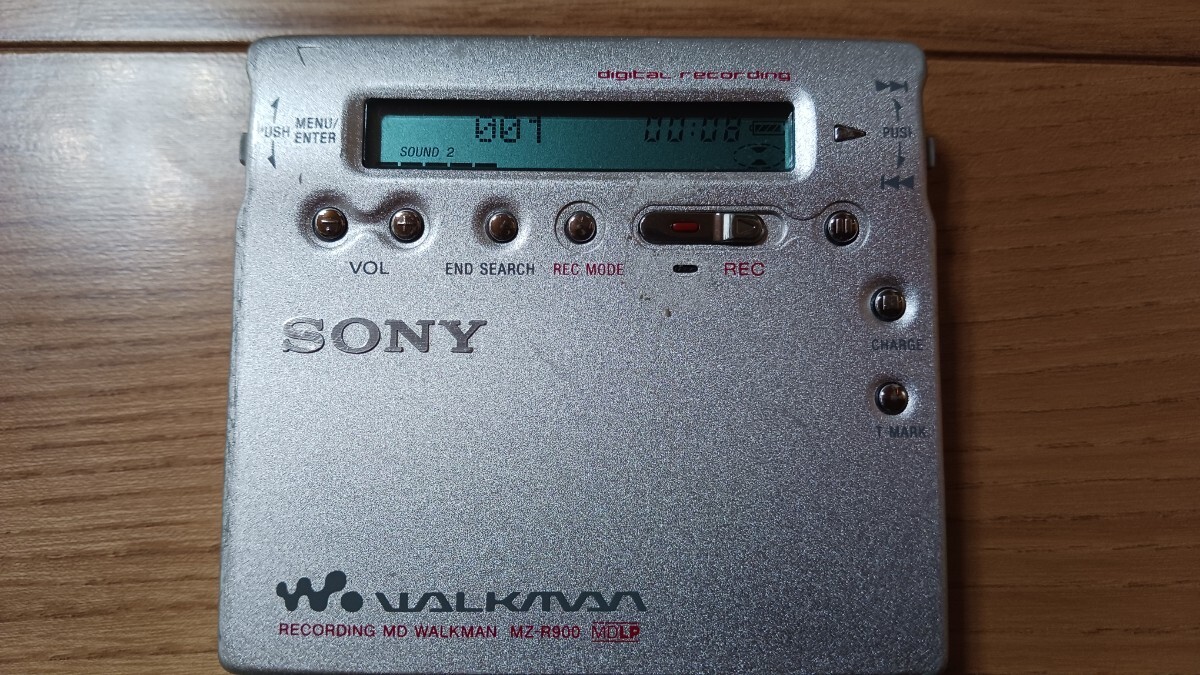 digital recording
PUSH MENU/
ENTER
001 00:08
SOUND 2
PUSH
VOL END SEARCH REC MODE REC
SONY
CHARGE
T MARK
WALKMAN
RECORDING MD WALKMAN MZ-R900 MDLP